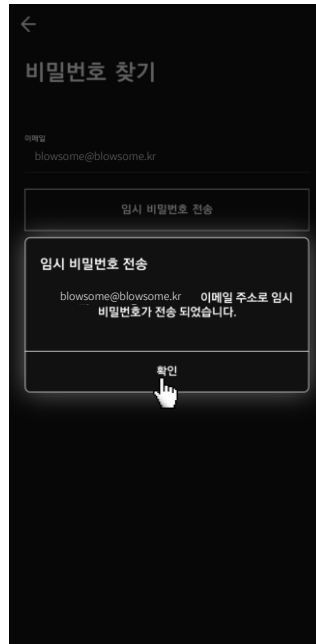 비밀번호 찾기
이메일
blowsome@blowsome.kr
임시 비밀번호 전송
임시 비밀번호 전송
blowsome@blowsome.kr 이메일 주소로 임시
비밀번호가 전송 되었습니다.
확인